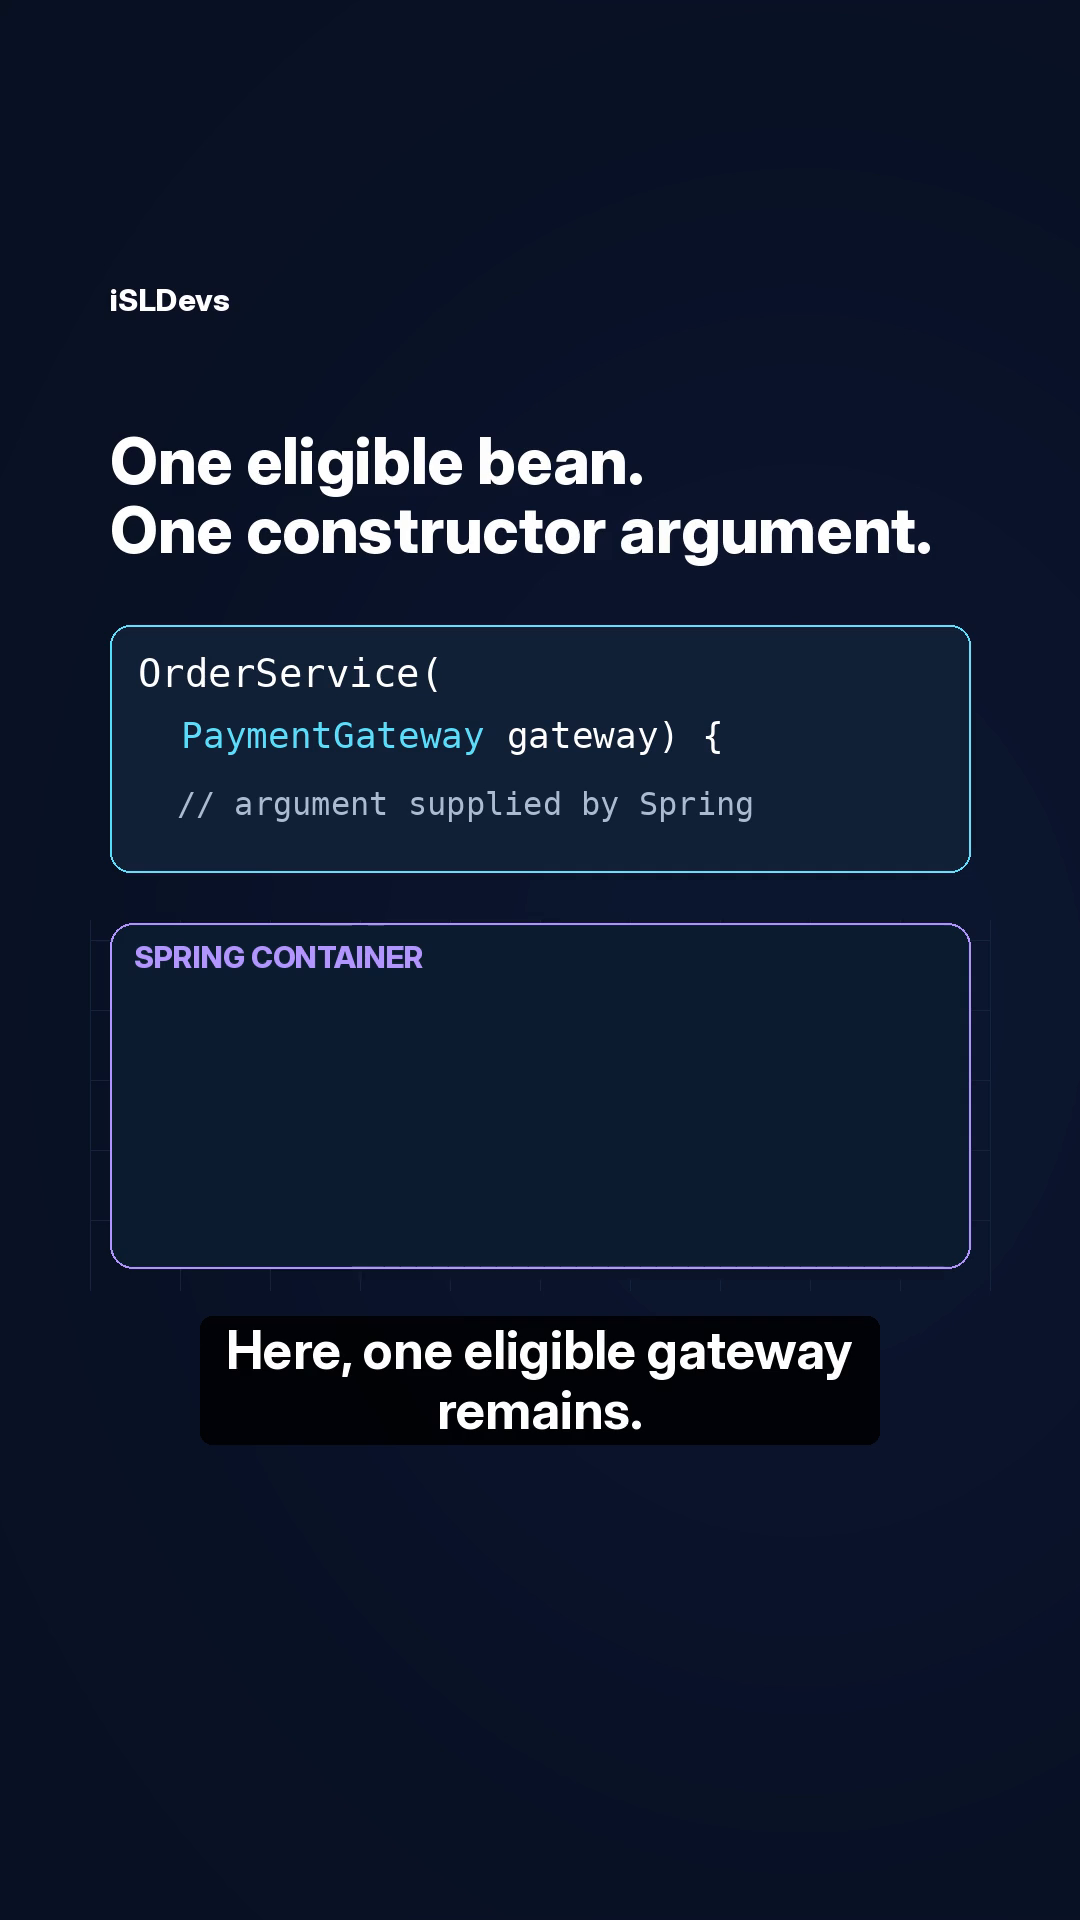 iSLDevs
One eligible bean.
One constructor argument.
OrderService(
PaymentGateway gateway) {
// argument supplied by Spring
SPRING CONTAINER
Here, one eligible gateway
remains.